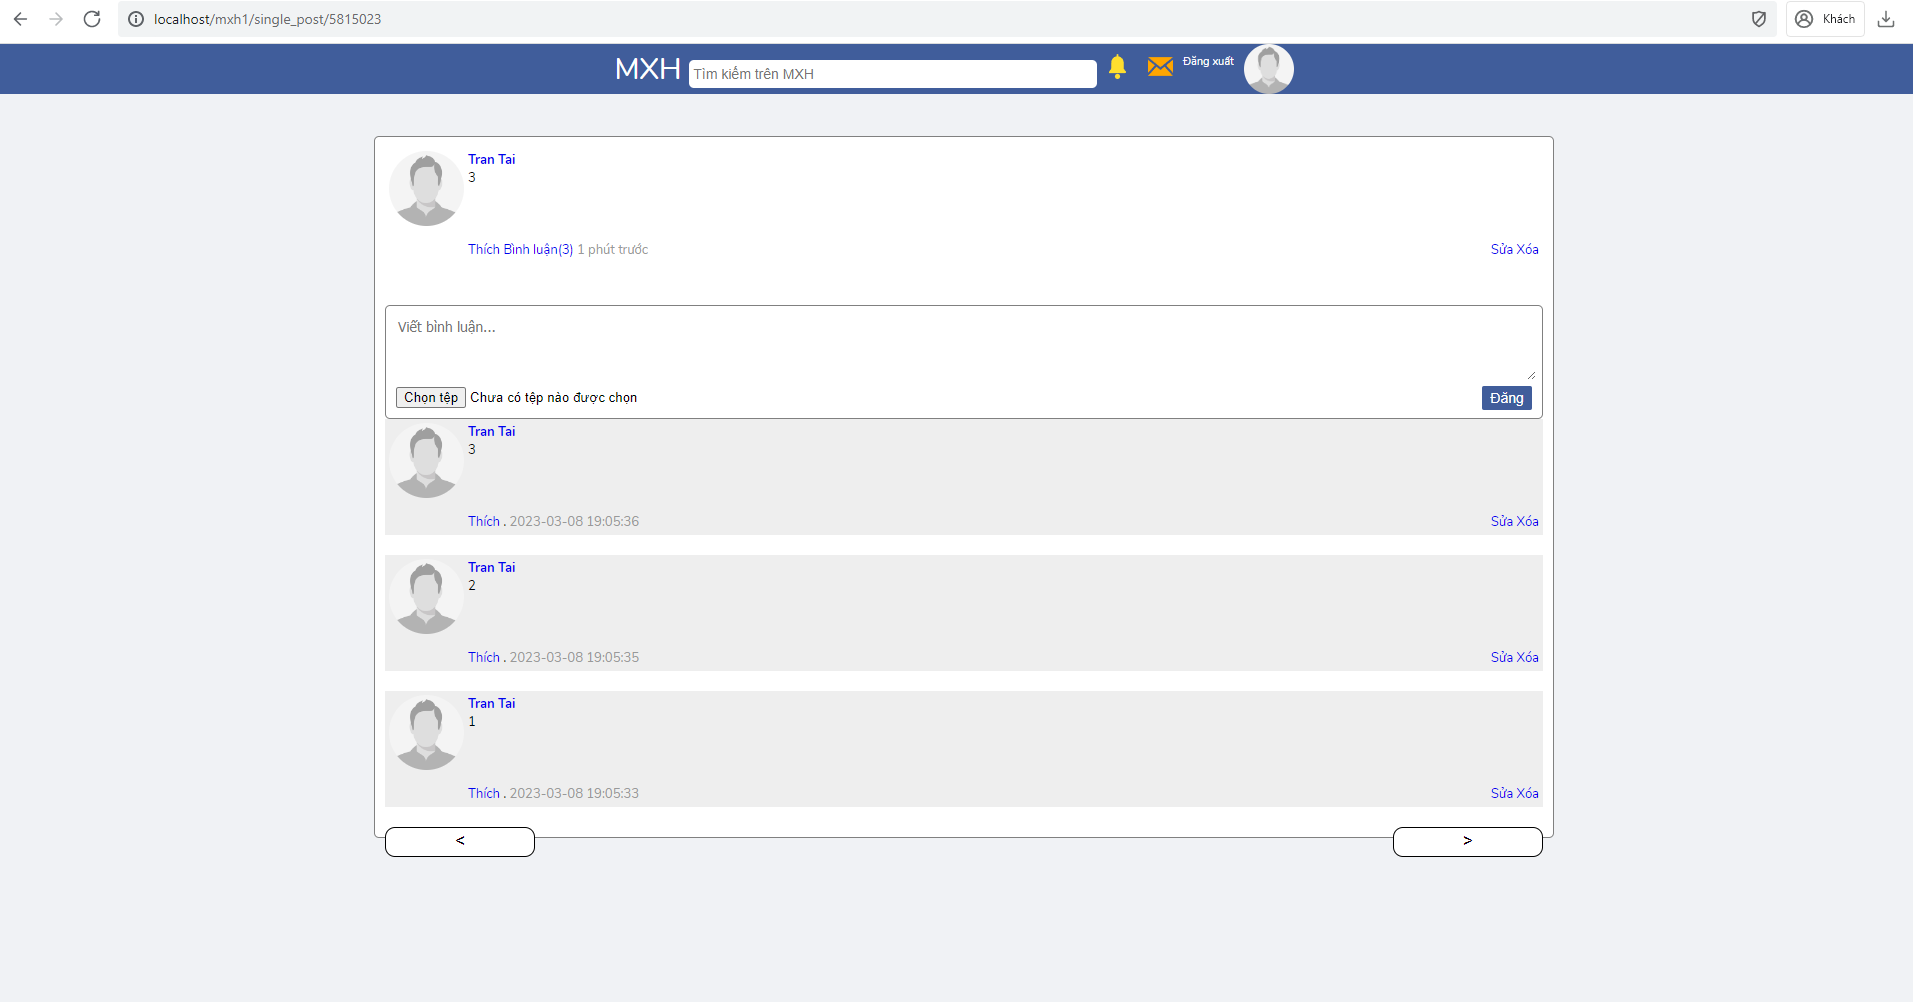 localhost/mxh1/single_post/5815023
Khách
MXH
Tìm kiếm trên MXH
Đăng xuất
Tran Tai
3
Thích Bình luận(3) 1 phút trước
Sửa Xóa
Viết bình luận...
Chọn tệp Chưa có tệp nào được chọn
Đăng
Tran Tai
3
Thích . 2023-03-08 19:05:36
Sửa Xóa
Tran Tai
2
Thích . 2023-03-08 19:05:35
Sửa Xóa
Tran Tai
1
Thích . 2023-03-08 19:05:33
Sửa Xóa
<
>